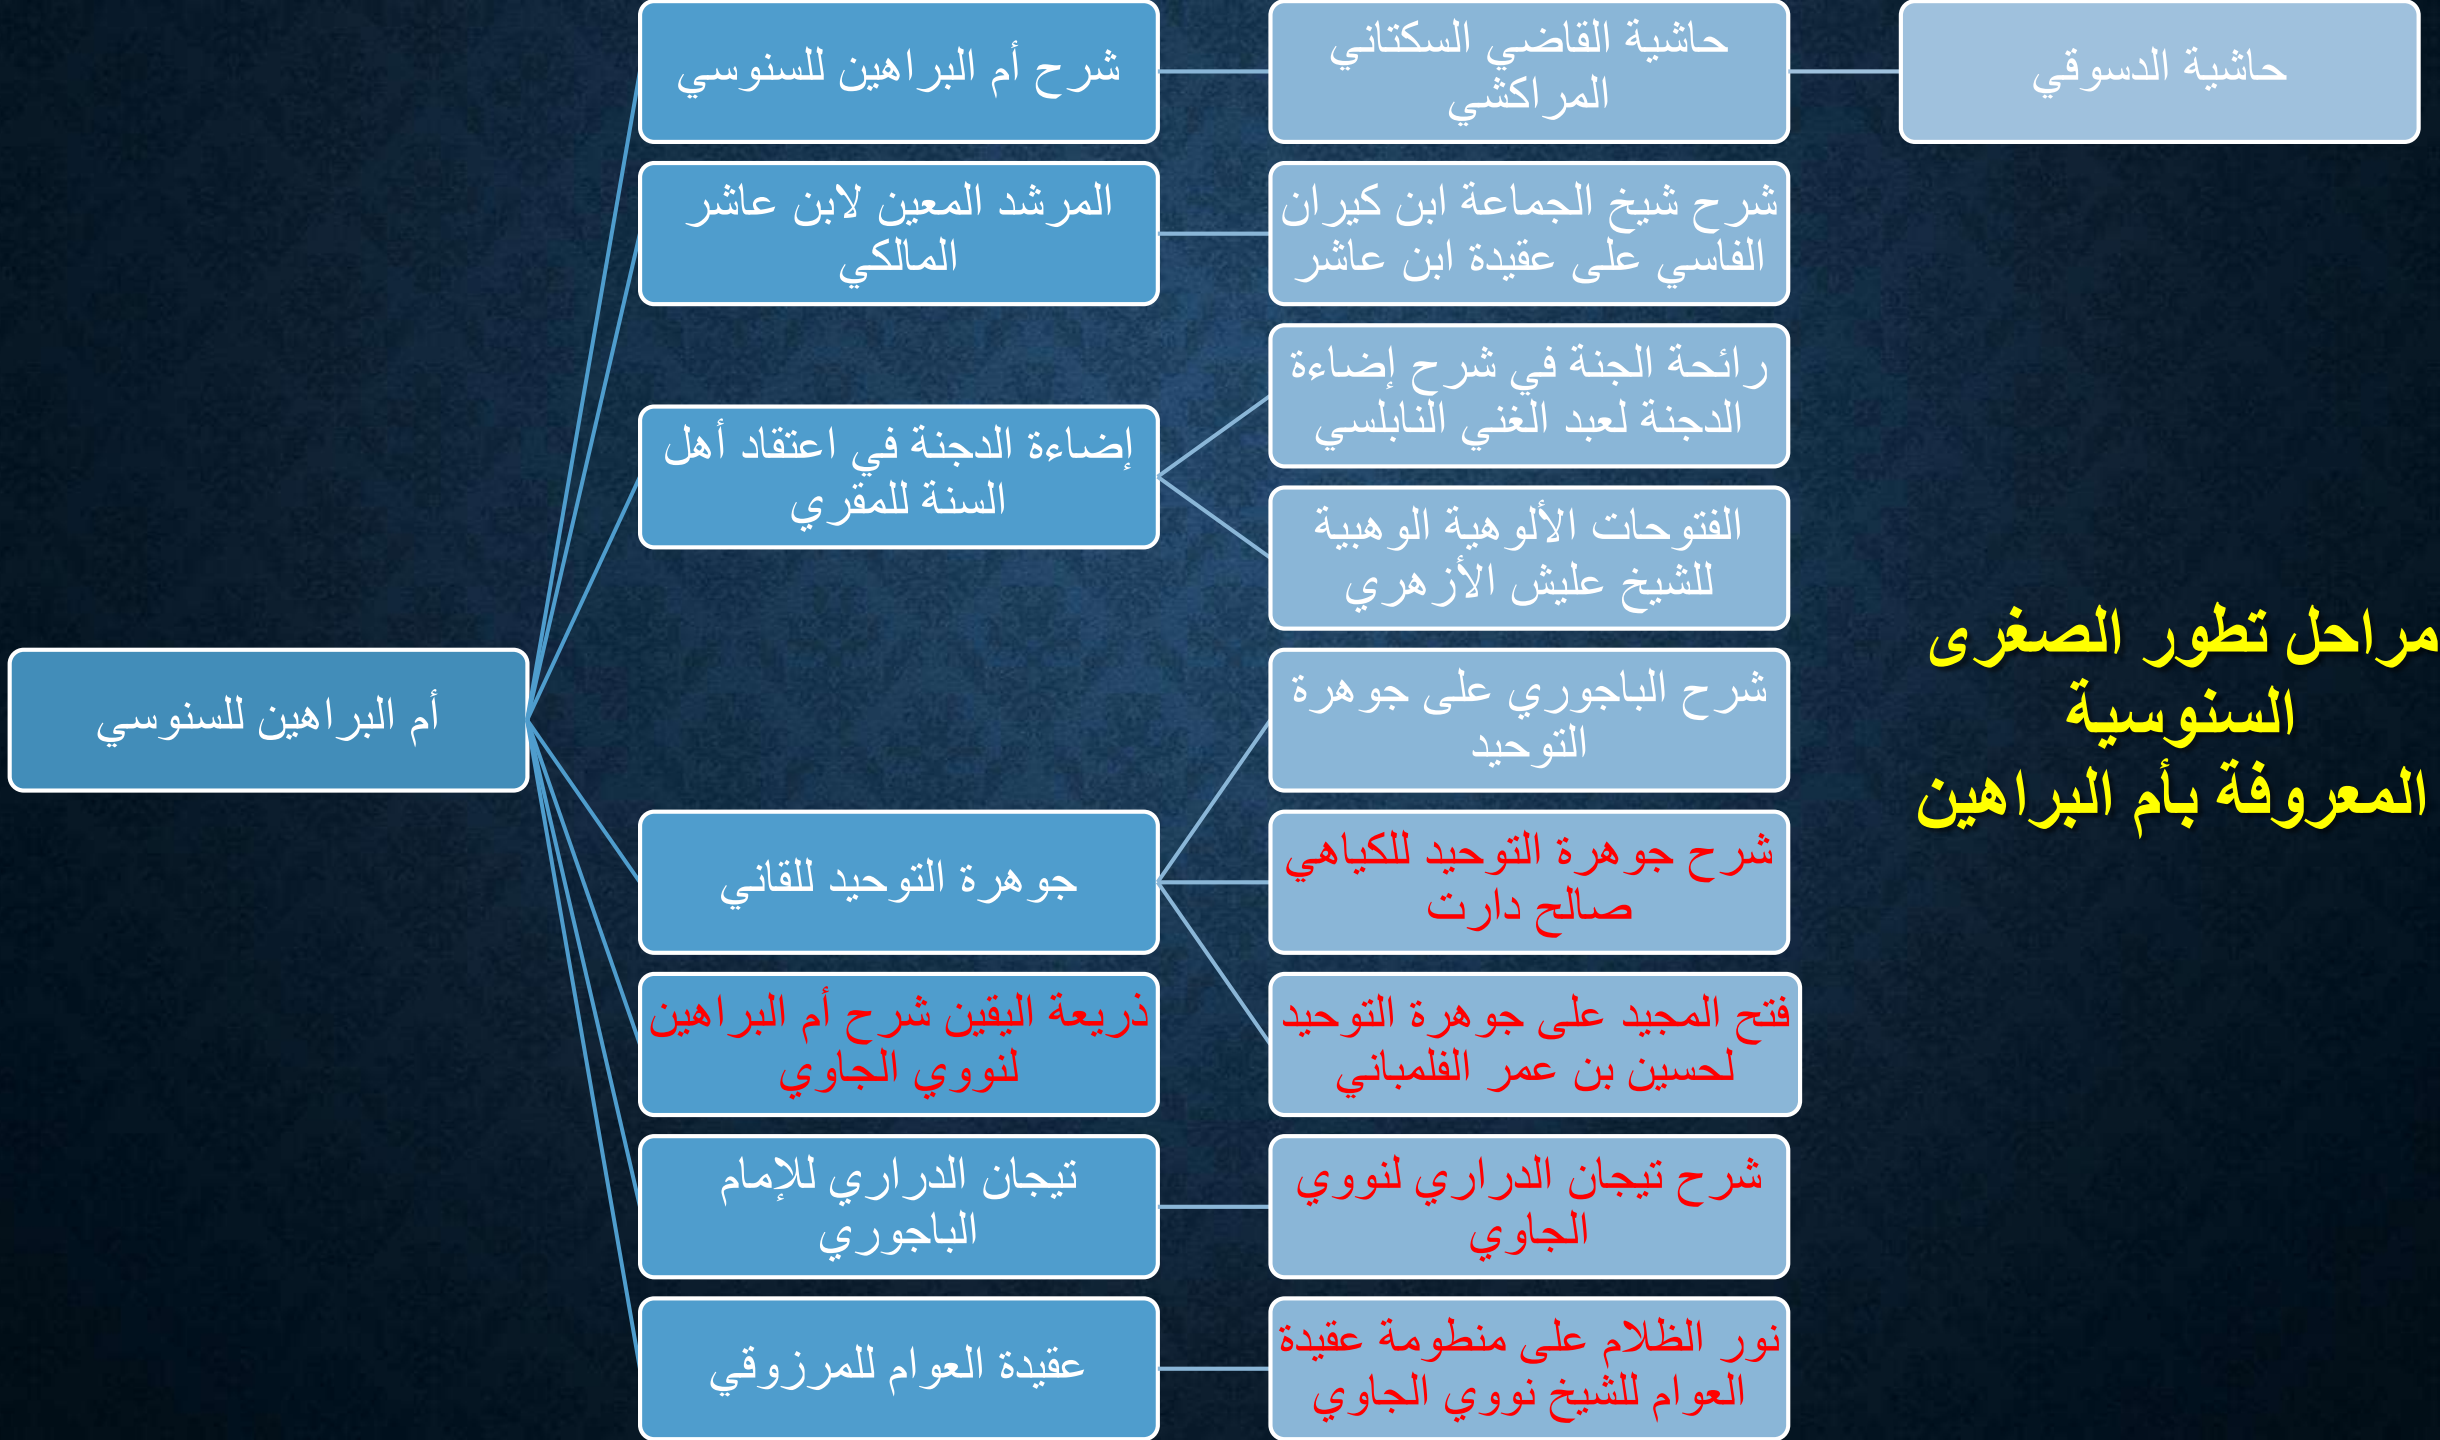 مراحل تطور الصغرى
السنوسية
المعروفة بأم البراهين
أم البراهين للسنوسي
شرح أم البراهين للسنوسي
حاشية القاضي السكتاني
المراكشي
حاشية الدسوقي
المرشد المعين لابن عاشر
المالكي
شرح شيخ الجماعة ابن كيران
الفاسي على عقيدة ابن عاشر
إضاءة الدجنة في اعتقاد أهل
السنة للمقري
رائحة الجنة في شرح إضاءة
الدجنة لعبد الغني النابلسي
الفتوحات الألوهية الوهبية
للشيخ عليش الأزهري
جوهرة التوحيد للقاني
شرح الباجوري على جوهرة
التوحيد
شرح جوهرة التوحيد للكياهي
صالح دارت
فتح المجيد على جوهرة التوحيد
لحسين بن عمر الفلمباني
ذريعة اليقين شرح أم البراهين
لنووي الجاوي
تيجان الدراري للإمام
الباجوري
شرح تيجان الدراري لنووي
الجاوي
عقيدة العوام للمرزوقي
نور الظلام على منظومة عقيدة
العوام للشيخ نووي الجاوي